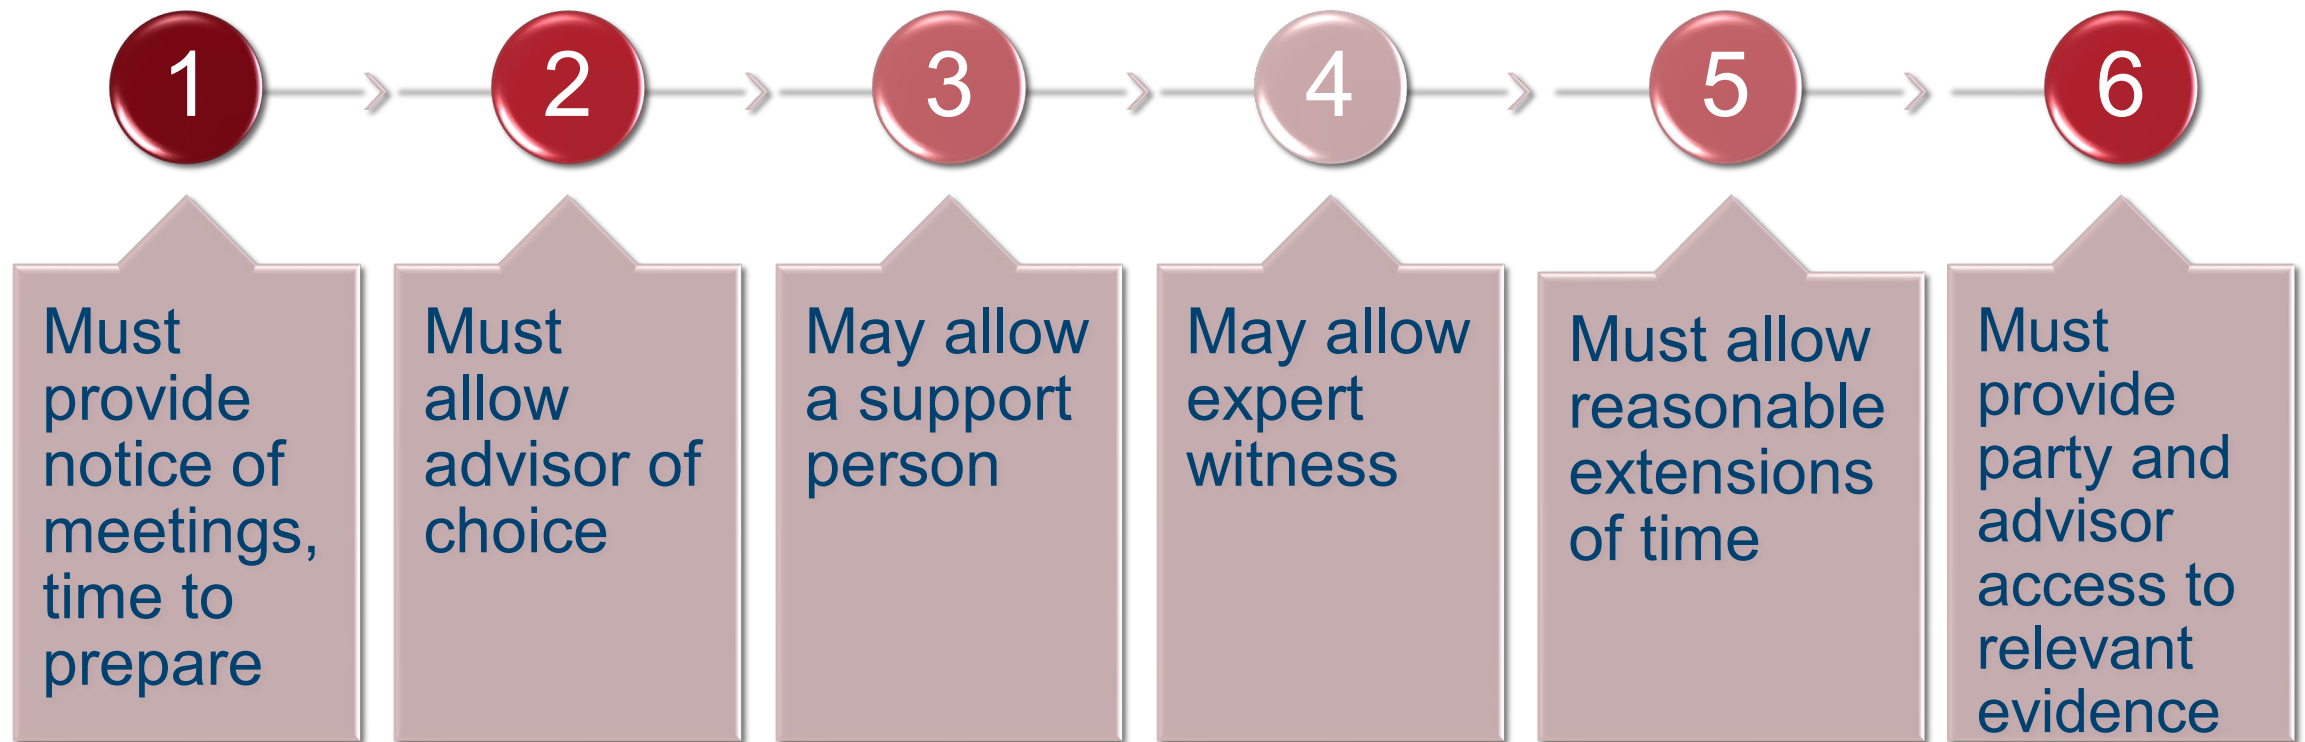 1
2
3
4
5
6
Must
provide
notice of
meetings,
time to
prepare
Must
allow
advisor of
choice
May allow
a support
person
May allow
expert
witness
Must allow
reasonable
extensions
of time
Must
provide
party and
advisor
access to
relevant
evidence